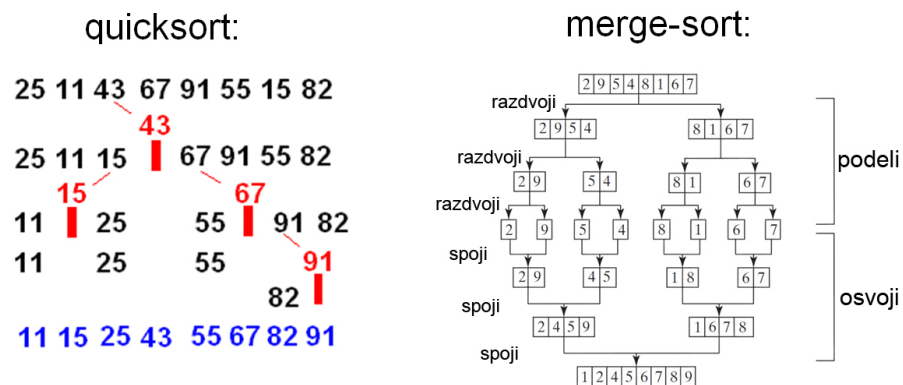 quicksort:
25 11 43 67 91 55 15 82
43
25 11 15 67 91 55 82
15 67
11 25 55 91 82
11 25 55 91
82
11 15 25 43 55 67 82 91
merge-sort:
2 9 5 4 8 1 6 7
razdvoji
2 9 5 4 8 1 6 7
razdvoji
2 9 5 4 8 1 6 7
razdvoji
2 9 5 4 8 1 6 7
spoji
2 9 4 5 1 8 6 7
spoji
2 4 5 9 1 6 7 8
spoji
1 2 4 5 6 7 8 9
podeli
osvoji